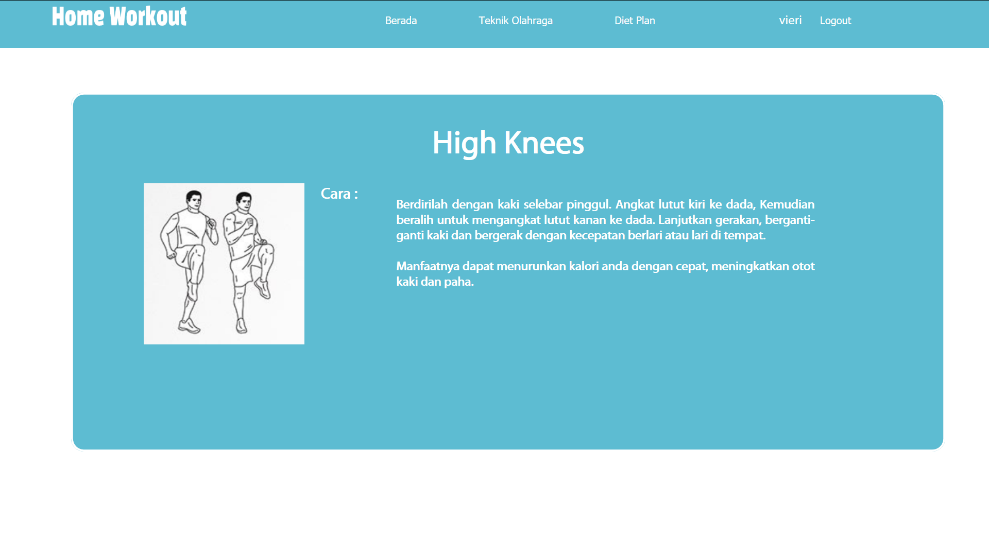 Home Workout
Berada
Teknik Olahraga
Diet Plan
vieri
Logout
High Knees
Cara :
Berdirilah dengan kaki selebar pinggul. Angkat lutut kiri ke dada, Kemudian
beralih untuk mengangkat lutut kanan ke dada. Lanjutkan gerakan, berganti-
ganti kaki dan bergerak dengan kecepatan berlari atau lari di tempat.
Manfaatnya dapat menurunkan kalori anda dengan cepat, meningkatkan otot
kaki dan paha.